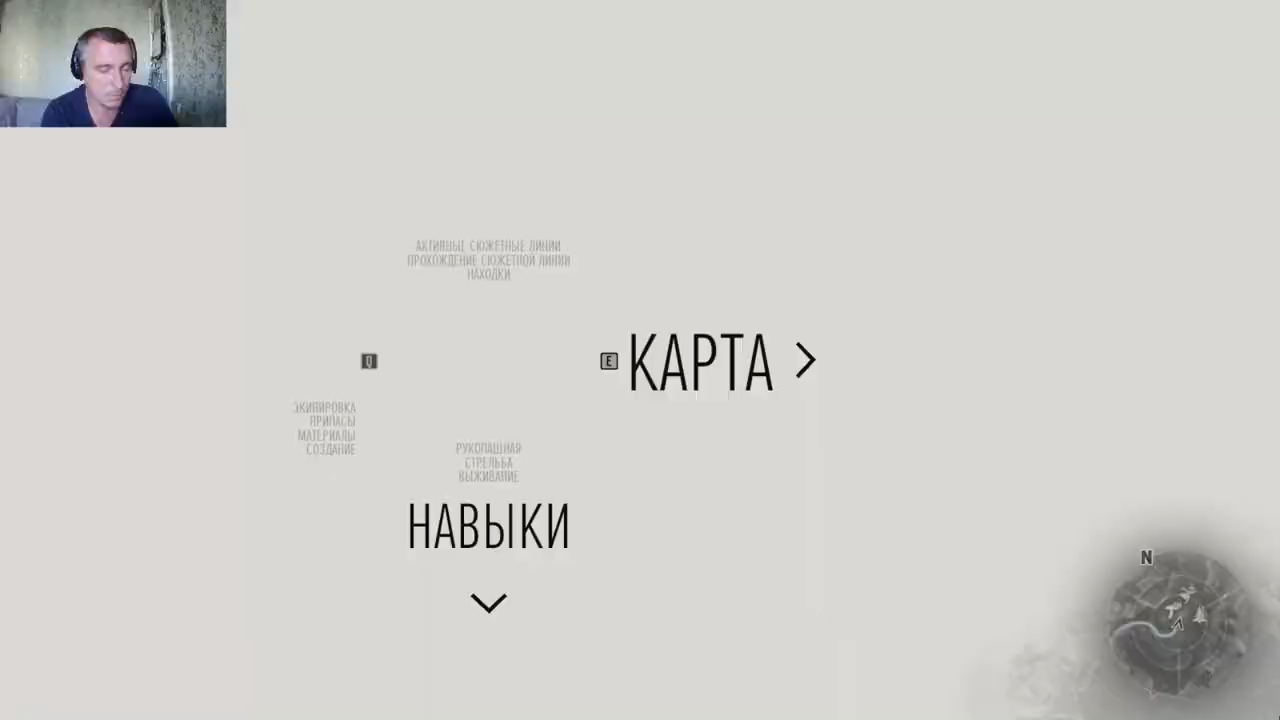 АКТИВНЫЕ СЮЖЕТНЫЕ ЛИНИИ
ПРОХОЖДЕНИЕ СЮЖЕТНОЙ ЛИНИИ
НАХОДКИ
Q
E КАРТА
ЭКИПИРОВКА
ПРИПАСЫ
МАТЕРИАЛЫ
СОЗДАНИЕ
РУКОПАШНАЯ
СТРЕЛЬБА
ВЫЖИВАНИЕ
НАВЫКИ
N